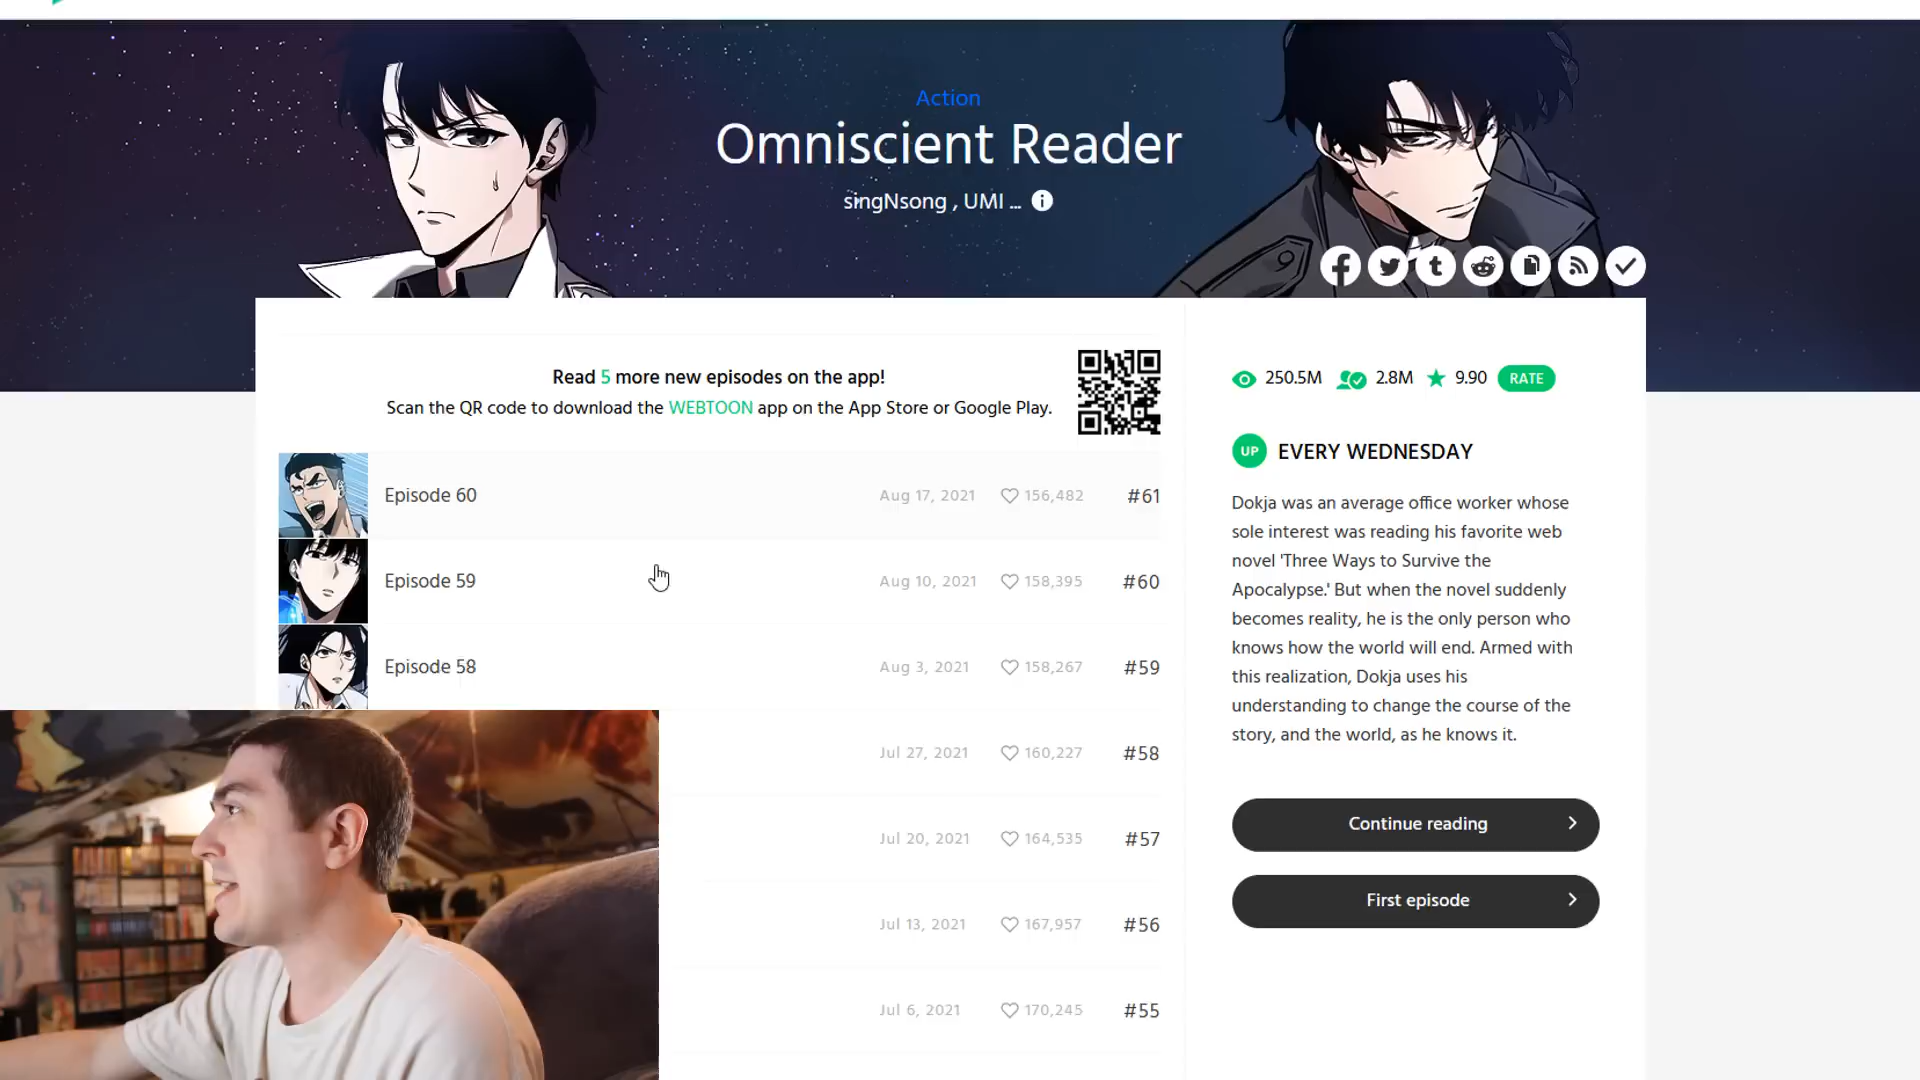 Action
Omniscient Reader
singNsong , UMI ...
Read 5 more new episodes on the app!
Scan the QR code to download the WEBTOON app on the App Store or Google Play.
Episode 60 Aug 17, 2021 156,482 #61
Episode 59 Aug 10, 2021 158,395 #60
Episode 58 Aug 3, 2021 158,267 #59
Jul 27, 2021 160,227 #58
Jul 20, 2021 164,535 #57
Jul 13, 2021 167,957 #56
Jul 6, 2021 170,245 #55
250.5M 2.8M 9.90 RATE
UP EVERY WEDNESDAY
Dokja was an average office worker whose
sole interest was reading his favorite web
novel 'Three Ways to Survive the
Apocalypse.' But when the novel suddenly
becomes reality, he is the only person who
knows how the world will end. Armed with
this realization, Dokja uses his
understanding to change the course of the
story, and the world, as he knows it.
Continue reading
First episode